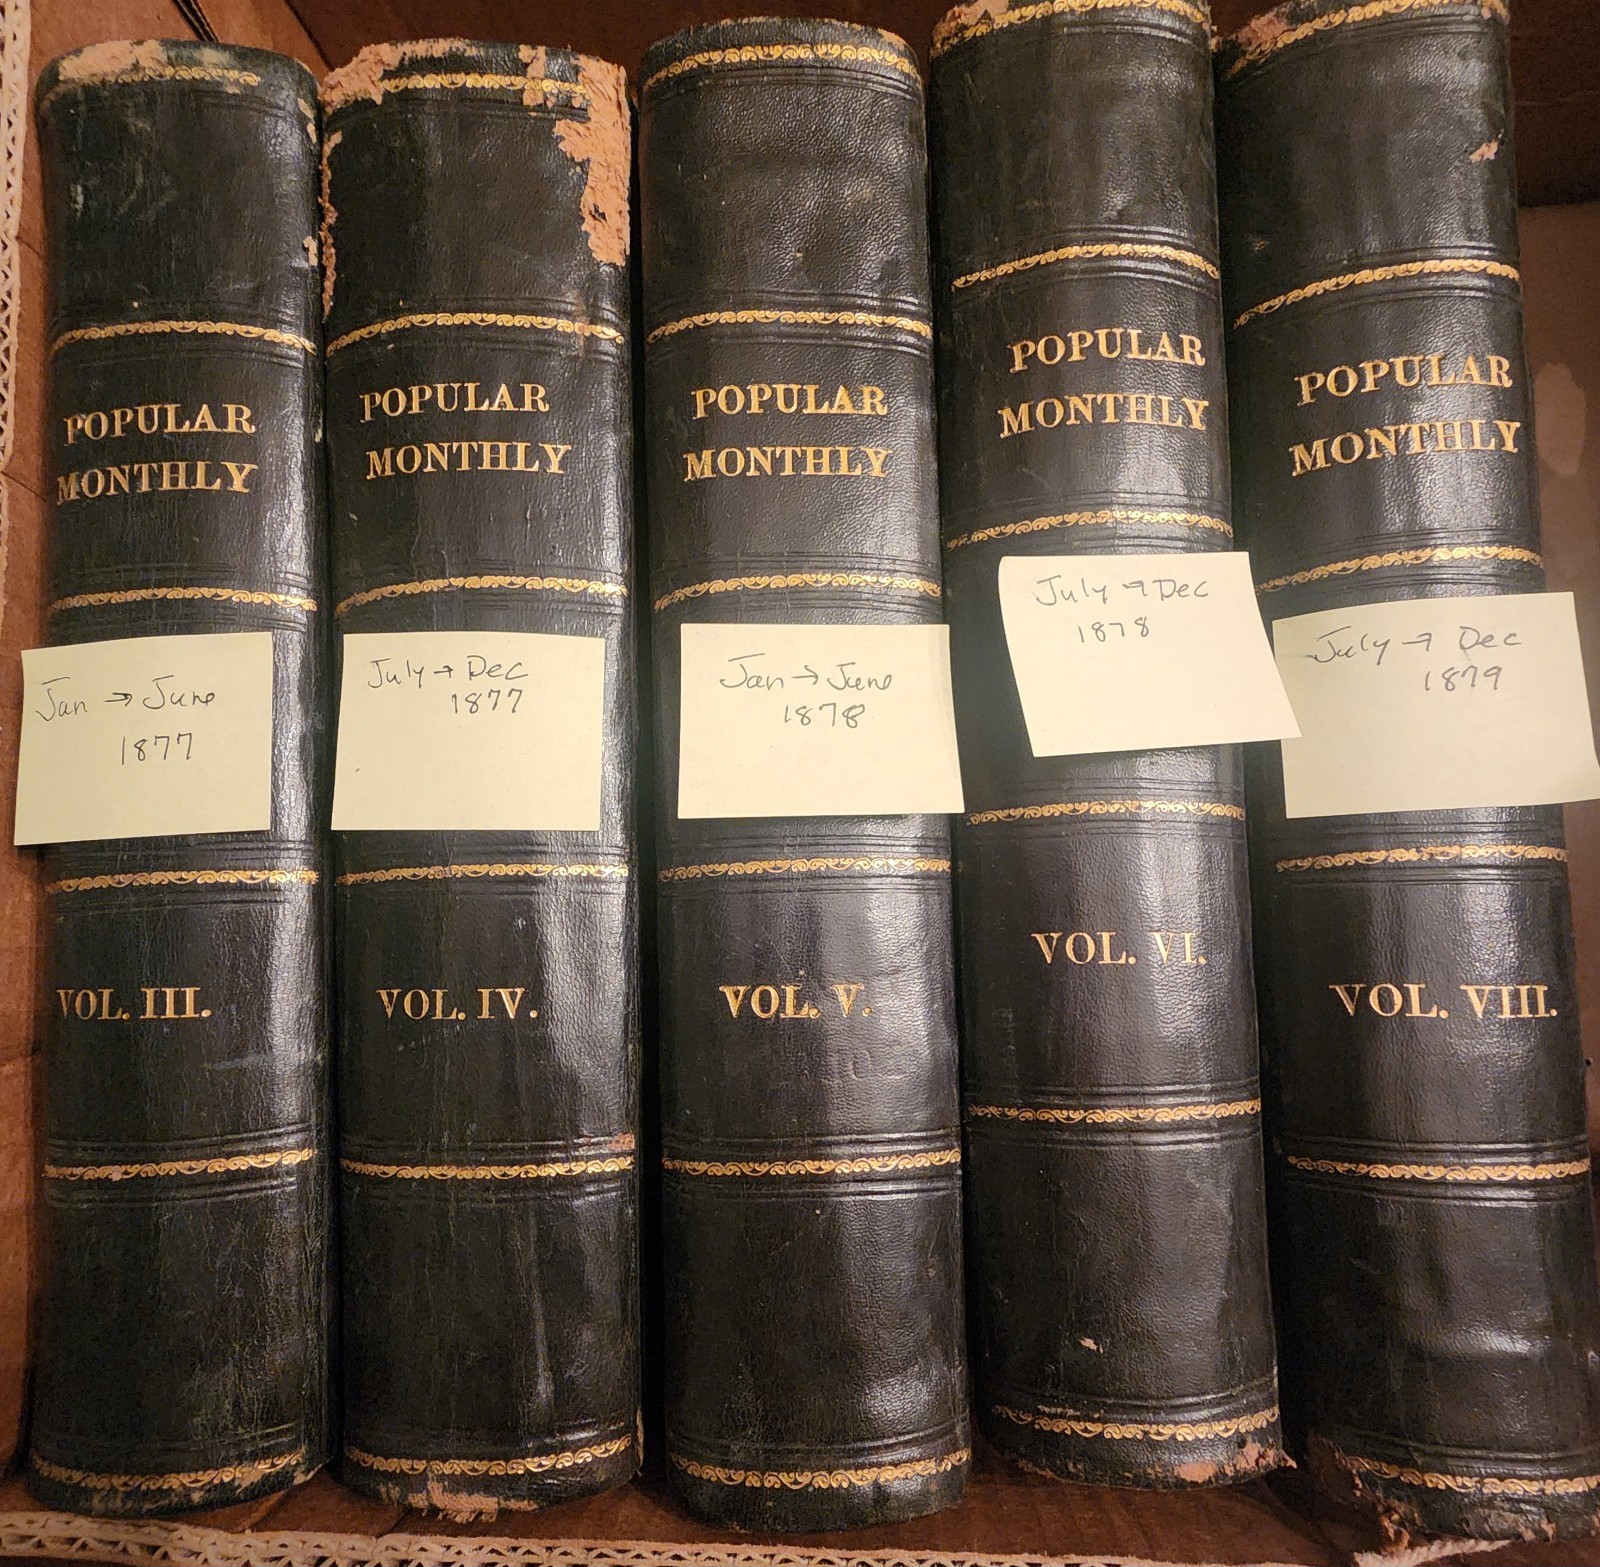 POPULAR
MONTHLY
Jan → June
1877
VOL. III.
POPULAR
MONTHLY
July → Dec
1877
VOL. IV.
POPULAR
MONTHLY
Jan → June
1878
VOL. V.
POPULAR
MONTHLY
July → Dec
1878
VOL. VI.
POPULAR
MONTHLY
July → Dec
1879
VOL. VIII.